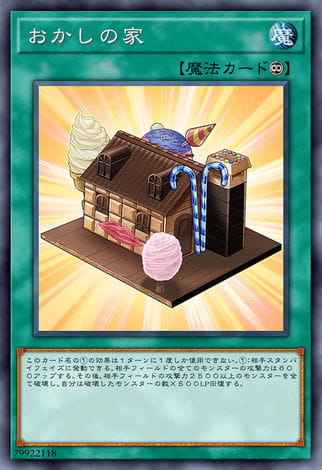 おかしの家
魔
【魔法カード】
このカード名の①の効果は1ターンに1度しか使用できない。①:相手スタン
バイフェイズに発動できる。相手フィールドの全てのモンスターの攻撃力は60
0アップする。その後、相手フィールドの攻撃力2500以上のモンスターを全
て破壊し、自分は破壊したモンスターの数×500LP回復する。
79922118